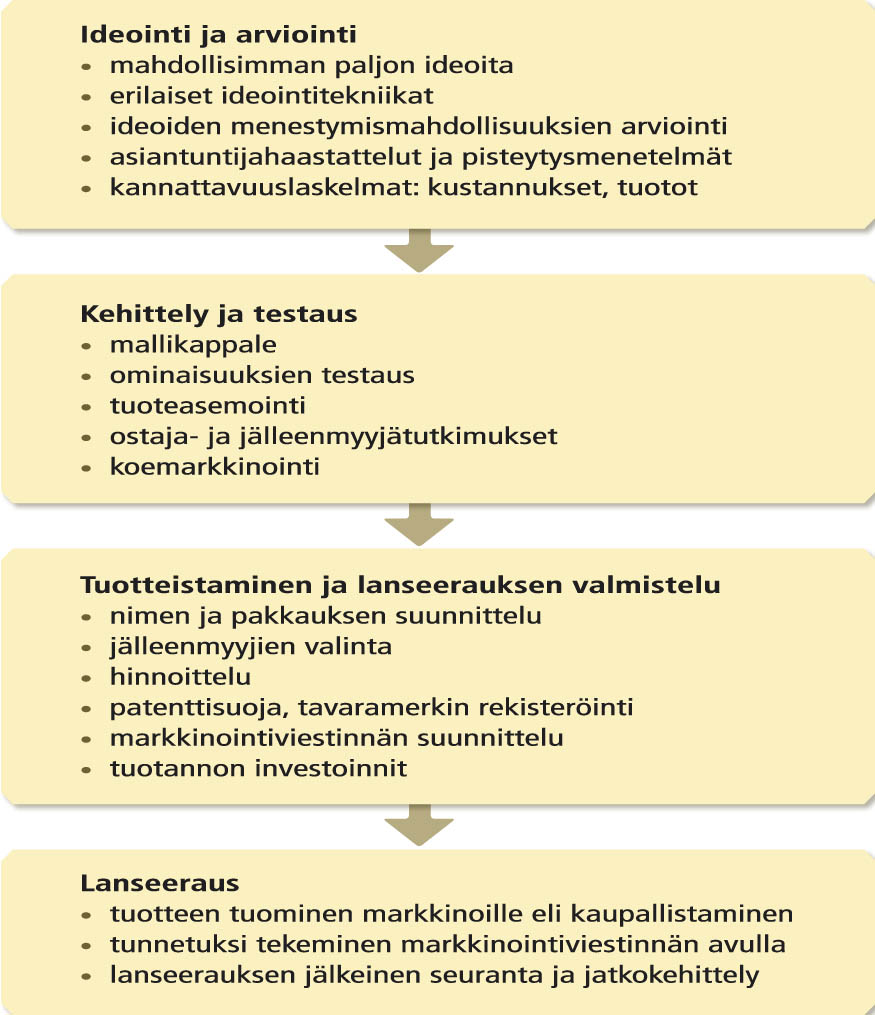 Ideointi ja arviointi
• mahdollisimman paljon ideoita
• erilaiset ideointitekniikat
• ideoiden menestymismahdollisuuksien arviointi
• asiantuntijahaastattelut ja pisteytysmenetelmät
• kannattavuuslaskelmat: kustannukset, tuotot
Kehittely ja testaus
• mallikappale
• ominaisuuksien testaus
• tuoteasemointi
• ostaja- ja jälleenmyyjätutkimukset
• koemarkkinointi
Tuotteistaminen ja lanseerauksen valmistelu
• nimen ja pakkauksen suunnittelu
• jälleenmyyjien valinta
• hinnoittelu
• patenttisuoja, tavaramerkin rekisteröinti
• markkinointiviestinnän suunnittelu
• tuotannon investoinnit
Lanseeraus
• tuotteen tuominen markkinoille eli kaupallistaminen
• tunnetuksi tekeminen markkinointiviestinnän avulla
• lanseerauksen jälkeinen seuranta ja jatkokehittely